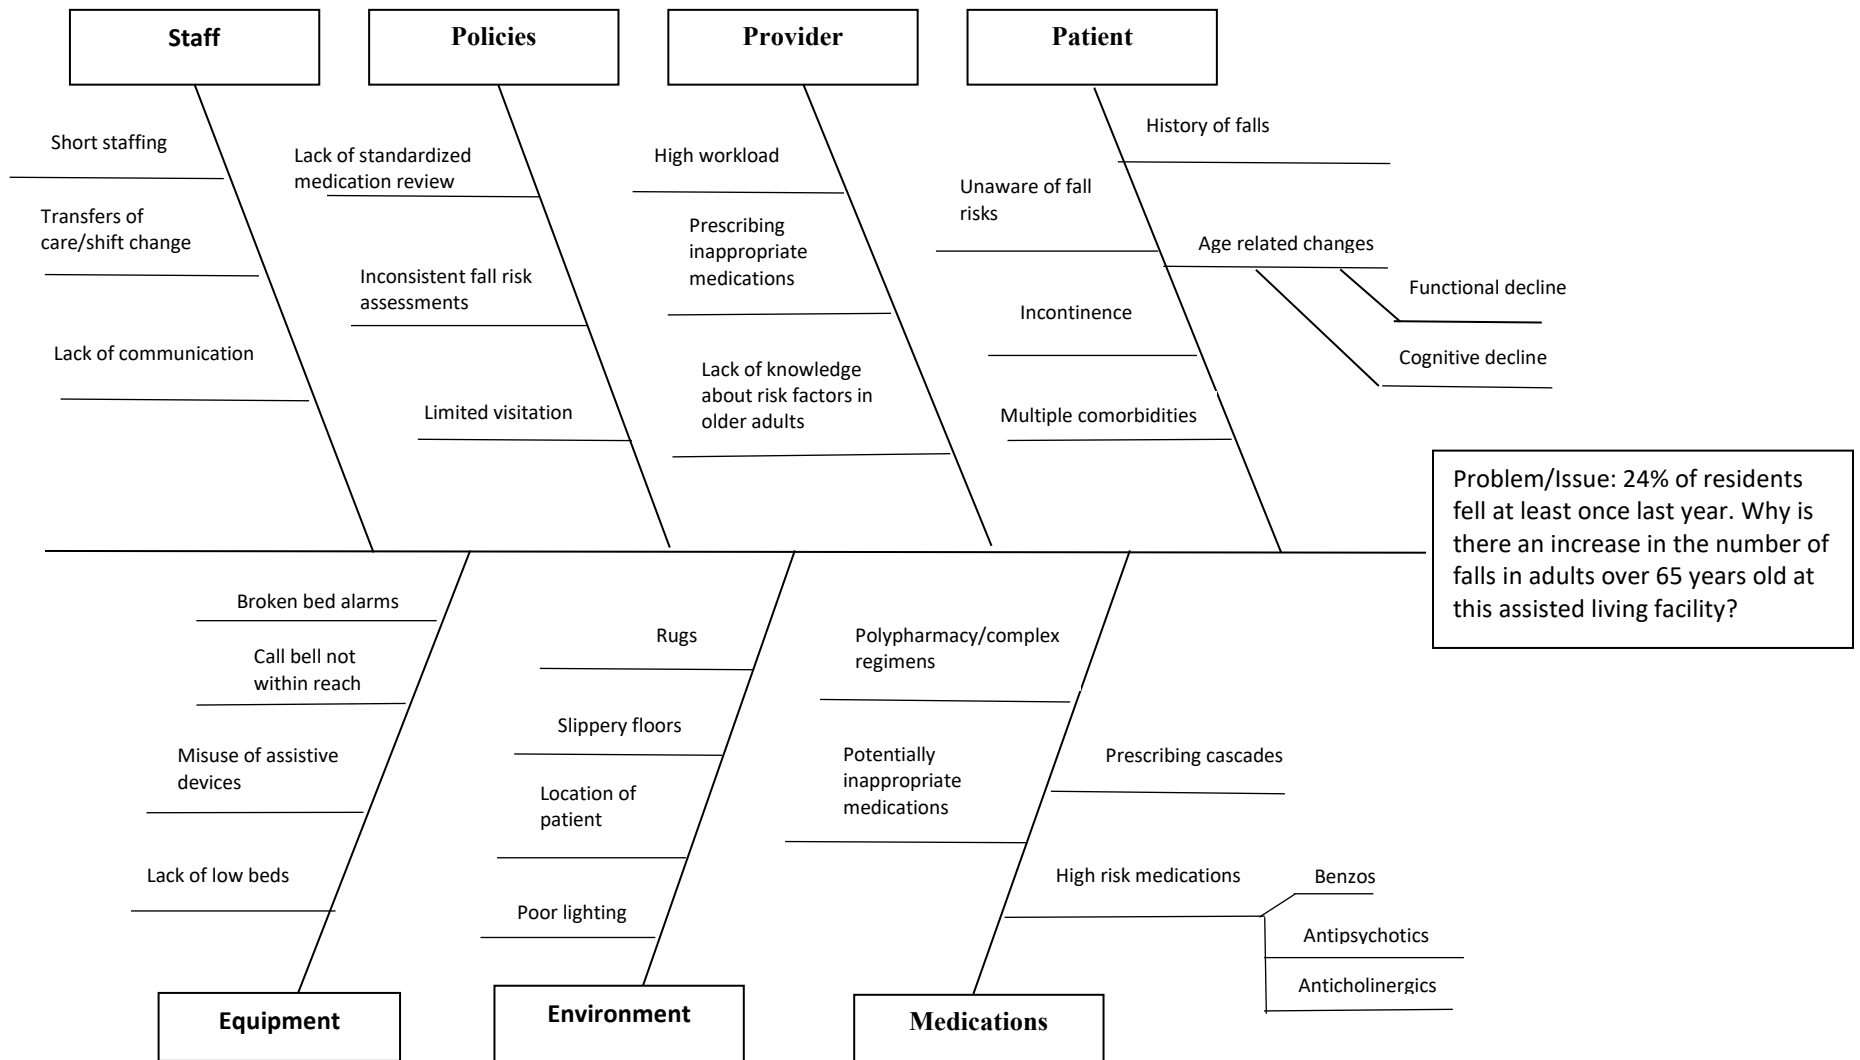 Staff
Policies
Provider
Patient
Short staffing
Transfers of
care/shift change
Lack of communication
Lack of standardized
medication review
Inconsistent fall risk
assessments
Limited visitation
High workload
Prescribing
inappropriate
medications
Lack of knowledge
about risk factors in
older adults
History of falls
Unaware of fall
risks
Age related changes
Functional decline
Cognitive decline
Incontinence
Multiple comorbidities
Problem/Issue: 24% of residents
fell at least once last year. Why is
there an increase in the number of
falls in adults over 65 years old at
this assisted living facility?
Broken bed alarms
Call bell not
within reach
Misuse of assistive
devices
Lack of low beds
Rugs
Slippery floors
Location of
patient
Poor lighting
Polypharmacy/complex
regimens
Potentially
inappropriate
medications
Prescribing cascades
High risk medications
Benzos
Antipsychotics
Anticholinergics
Equipment
Environment
Medications